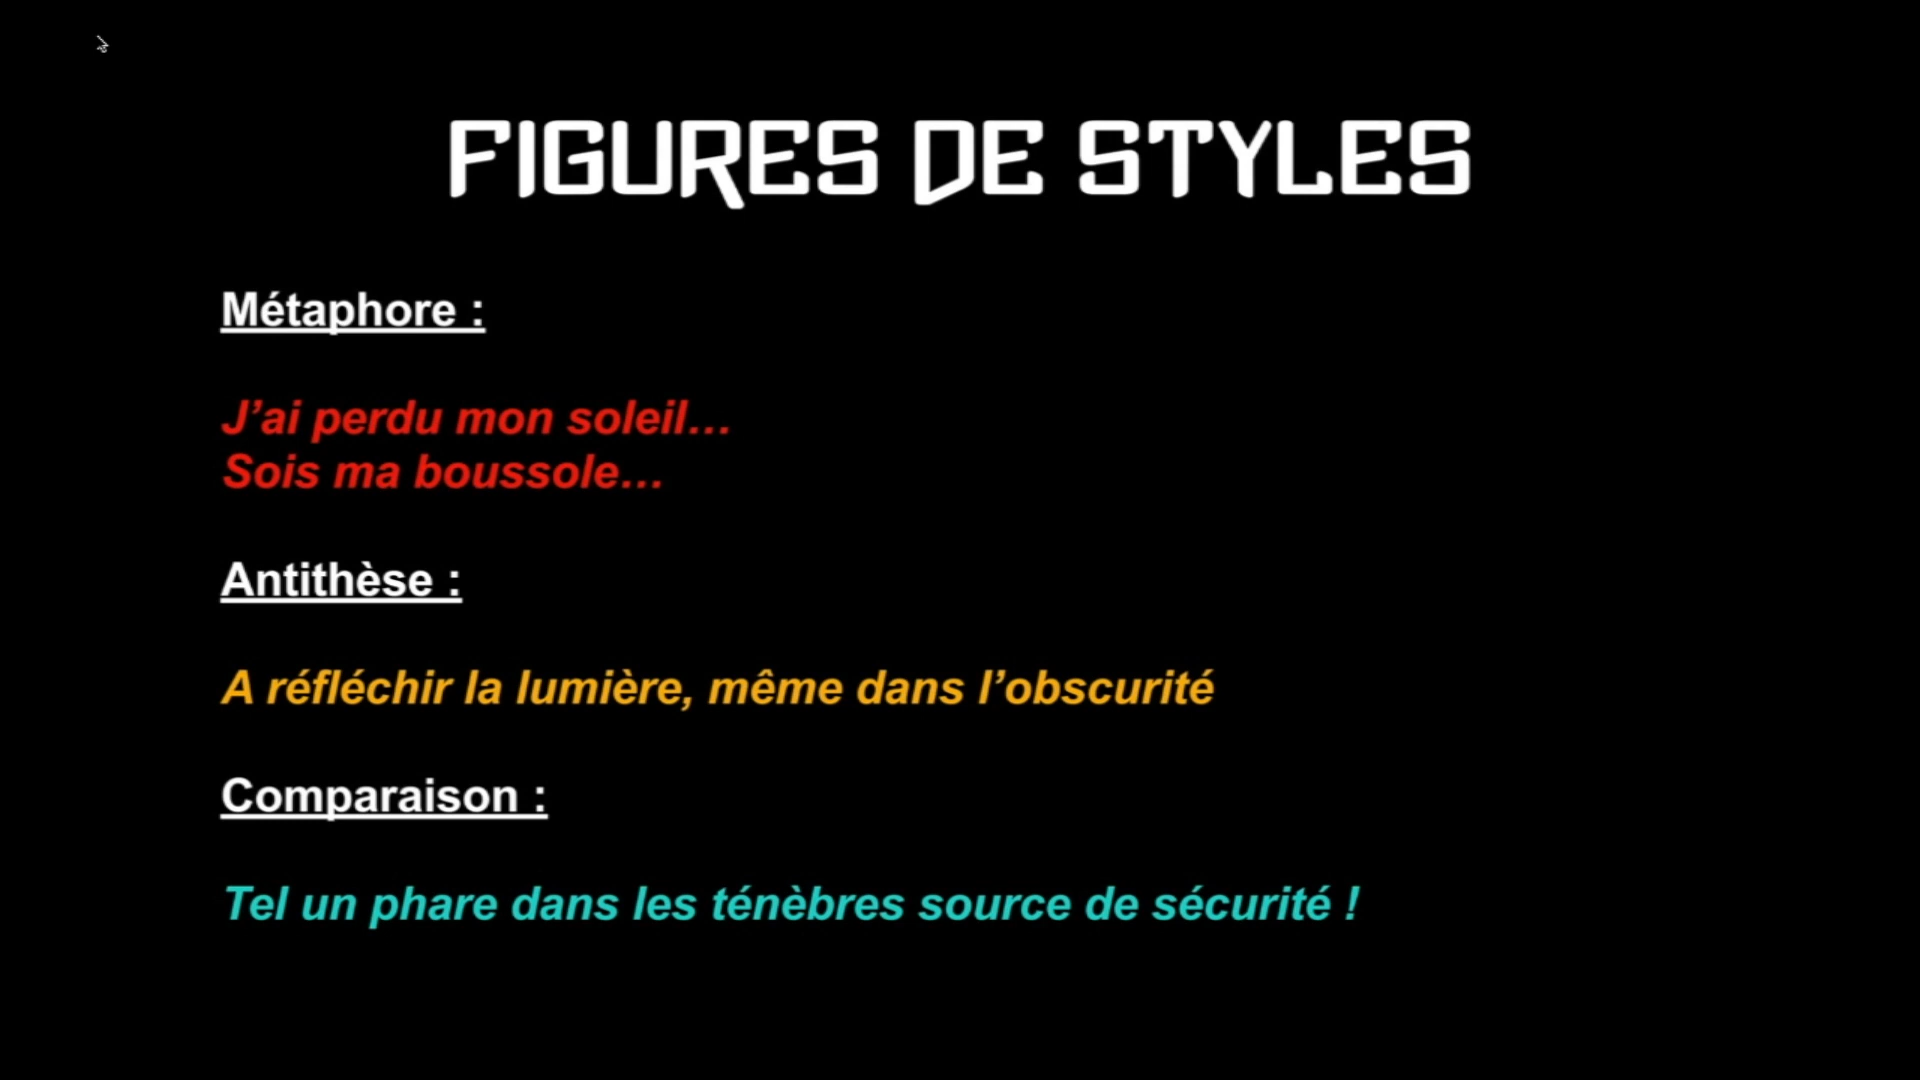 FIGURES DE STYLES
Métaphore :
J’ai perdu mon soleil…
Sois ma boussole…
Antithèse :
A réfléchir la lumière, même dans l’obscurité
Comparaison :
Tel un phare dans les ténèbres source de sécurité !